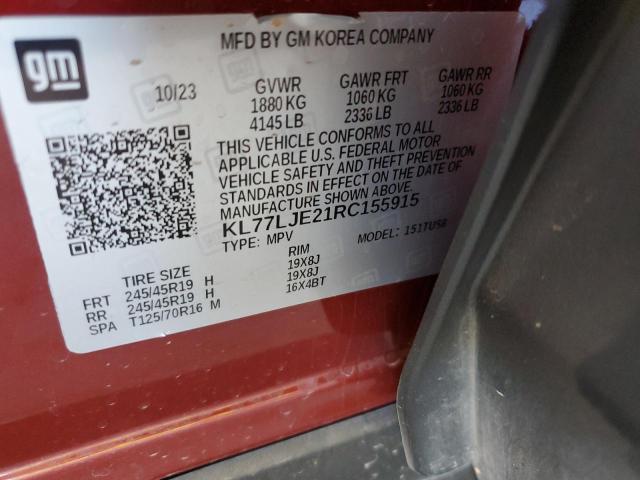 gm
MFD BY GM KOREA COMPANY
10/23 GVWR GAWR FRT GAWR RR
1880 KG 1060 KG 1060 KG
4145 LB 2336 LB 2336 LB
THIS VEHICLE CONFORMS TO ALL
APPLICABLE U.S. FEDERAL MOTOR
VEHICLE SAFETY AND THEFT PREVENTION
STANDARDS IN EFFECT ON THE DATE OF
MANUFACTURE SHOWN ABOVE.
KL77LJE21RC155915
TYPE: MPV MODEL: 1S1TU58
TIRE SIZE RIM
FRT 245/45R19 H 19X8J
RR 245/45R19 H 19X8J
SPA T125/70R16 M 16X4BT